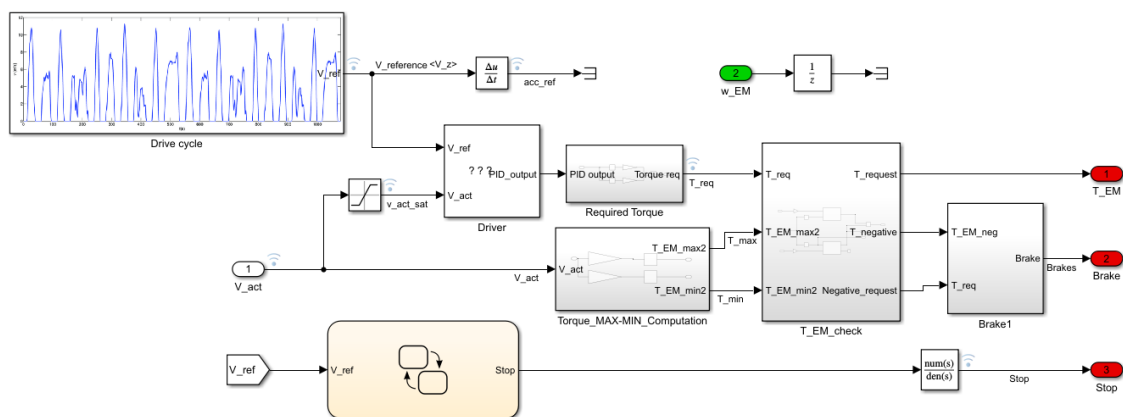 V_ref
Drive cycle
V_reference <V_z>
Δu
Δt
acc_ref
2
w_EM
1
z
V_ref
V_act
? ? ?
PID_output
Driver
v_act_sat
PID output
Torque req
Required Torque
T_req
1
V_act
V_act
V_act
T_EM_max2
T_EM_min2
Torque_MAX-MIN_Computation
T_max
T_min
T_req
T_EM_max2
T_EM_min2
T_request
T_negative
Negative_request
T_EM_check
T_EM_neg
T_req
Brake
Brake1
Brakes
1
T_EM
2
Brake
V_ref
V_ref
Stop
num(s)
den(s)
Stop
3
Stop